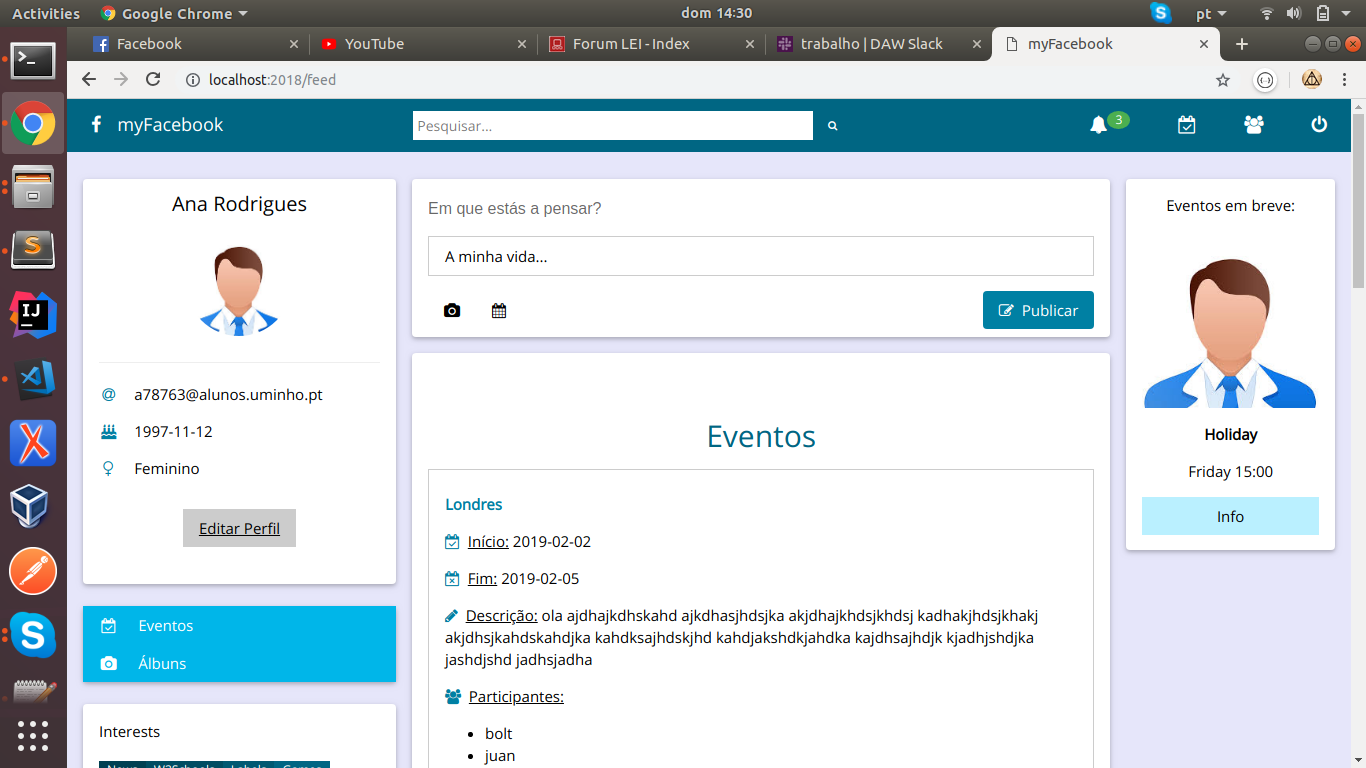 Activities
Google Chrome
dom 14:30
pt
Facebook
YouTube
Forum LEI - Index
trabalho | DAW Slack
myFacebook
localhost:2018/feed
myFacebook
Pesquisar...
3
Ana Rodrigues
a78763@alunos.uminho.pt
1997-11-12
Feminino
Editar Perfil
Eventos
Álbuns
Interests
News W3Schools Labels Games
Em que estás a pensar?
A minha vida...
Publicar
Eventos
Londres
Início: 2019-02-02
Fim: 2019-02-05
Descrição: ola ajdhajkdhskahd ajkdhasjhdsjka akjdhajkhdsjkhdsj kadhakjhdsjkhakj
akjdhsjkahdskahdjka kahdksajhdskjhd kahdjakshdkjahdka kajdhsajhdjk kjadhjshdjka
jashdjshd jadhsjadha
Participantes:
bolt
juan
Eventos em breve:
Holiday
Friday 15:00
Info